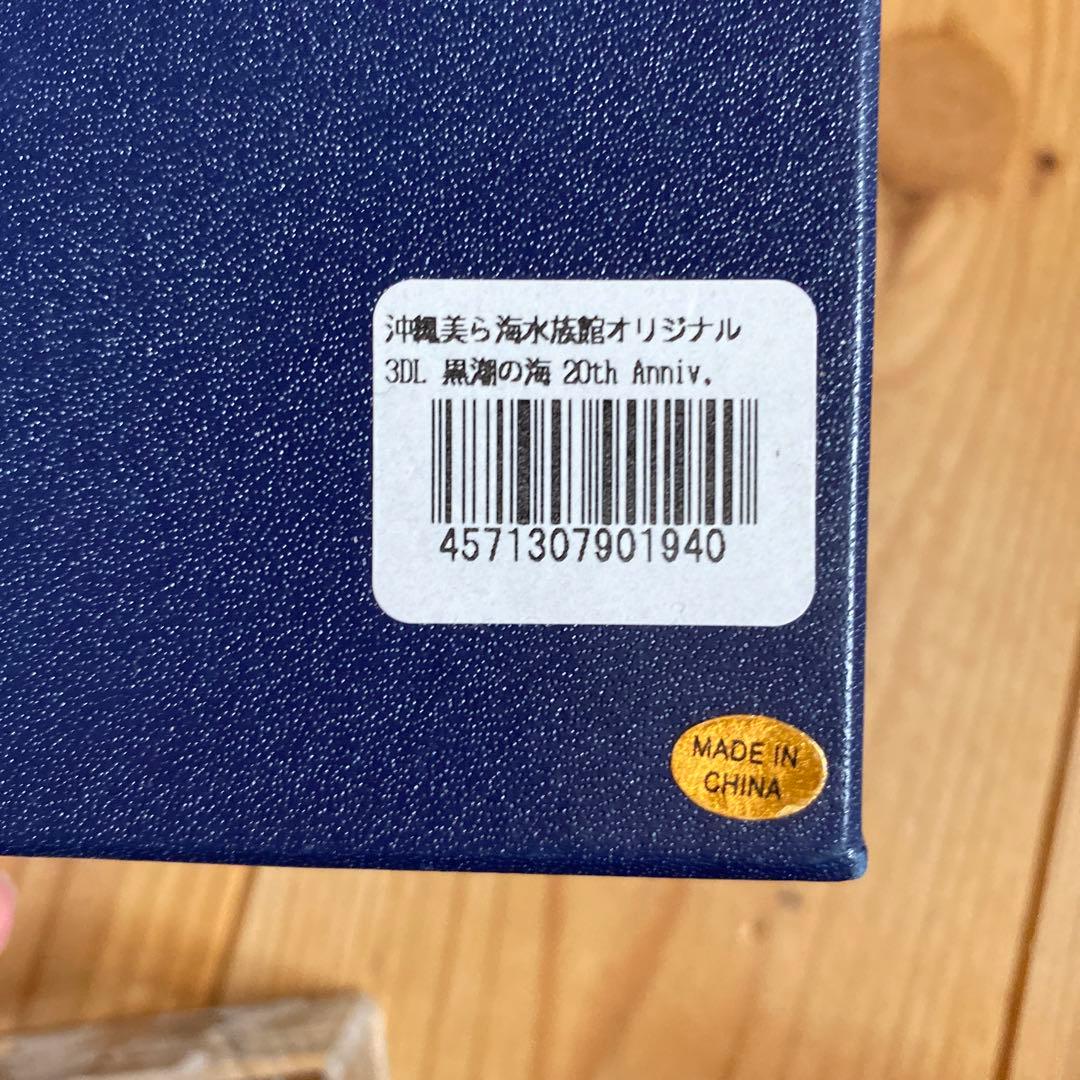 沖縄美ら海水族館オリジナル
3DL 黒潮の海 20th Anniv.
4571307901940
MADE IN
CHINA